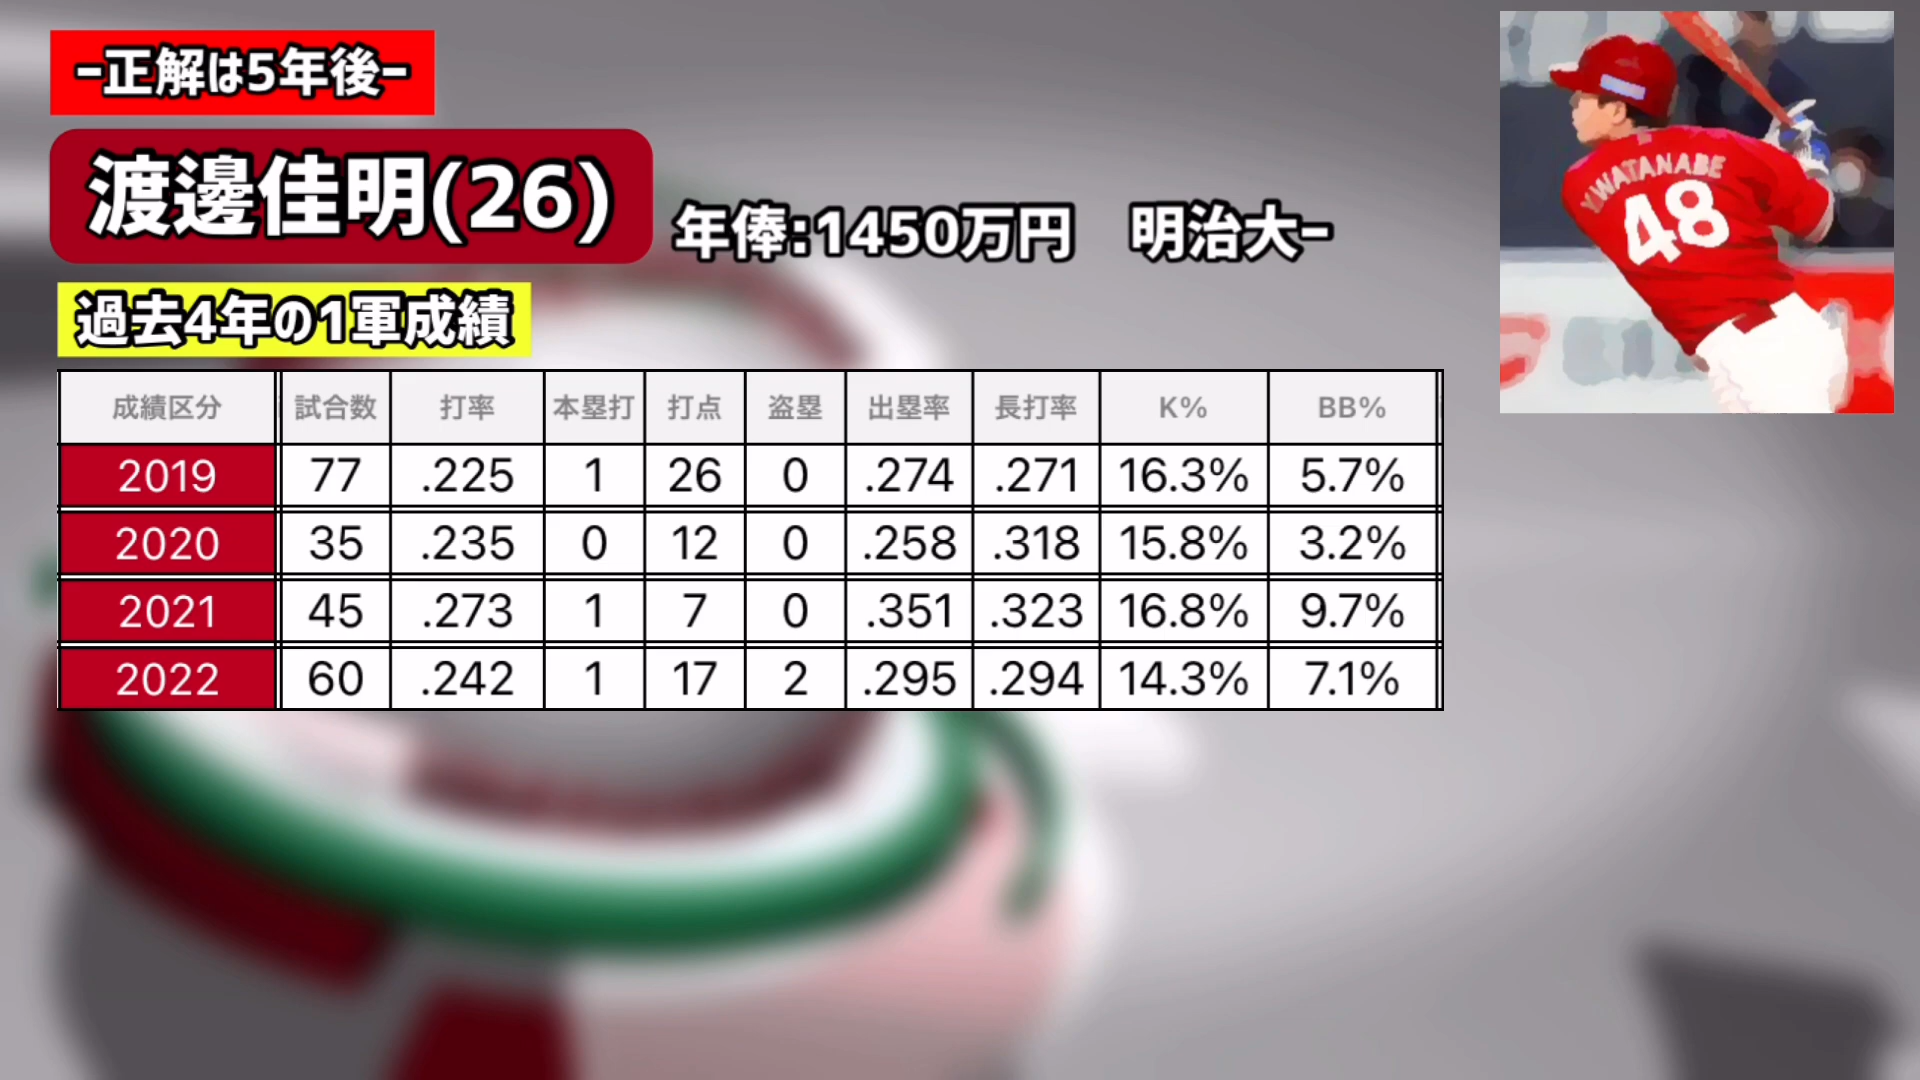 -正解は5年後-
渡邊佳明(26)
年俸:1450万円 明治大-
過去4年の1軍成績
成績区分 試合数 打率 本塁打 打点 盗塁 出塁率 長打率 K% BB%
2019 77 .225 1 26 0 .274 .271 16.3% 5.7%
2020 35 .235 0 12 0 .258 .318 15.8% 3.2%
2021 45 .273 1 7 0 .351 .323 16.8% 9.7%
2022 60 .242 1 17 2 .295 .294 14.3% 7.1%
Y.WATANABE
48